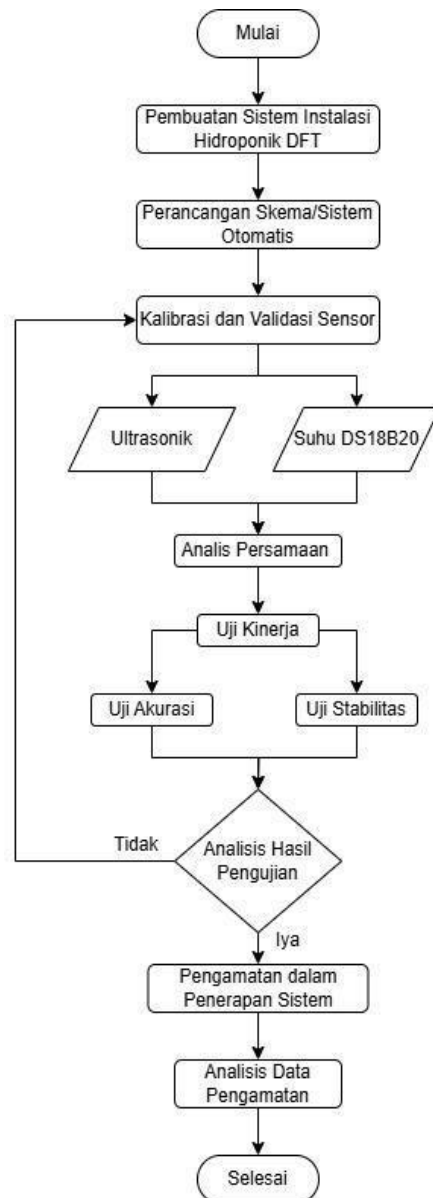 Mulai
Pembuatan Sistem Instalasi
Hidroponik DFT
Perancangan Skema/Sistem
Otomatis
Kalibrasi dan Validasi Sensor
Ultrasonik
Suhu DS18B20
Analis Persamaan
Uji Kinerja
Uji Akurasi
Uji Stabilitas
Tidak
Analisis Hasil
Pengujian
Iya
Pengamatan dalam
Penerapan Sistem
Analisis Data
Pengamatan
Selesai